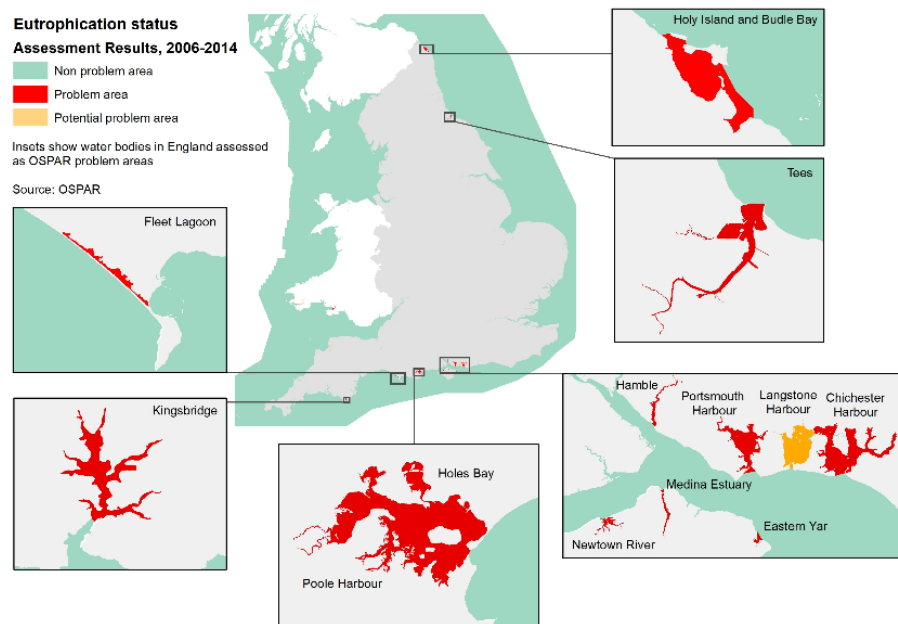 Eutrophication status
Assessment Results, 2006-2014
Non problem area
Problem area
Potential problem area
Insets show water bodies in England assessed
as OSPAR problem areas
Source: OSPAR
Holy Island and Budle Bay
Tees
Fleet Lagoon
Kingsbridge
Holes Bay
Poole Harbour
Hamble
Portsmouth
Harbour
Langstone
Harbour
Chichester
Harbour
Medina Estuary
Eastern Yar
Newtown River